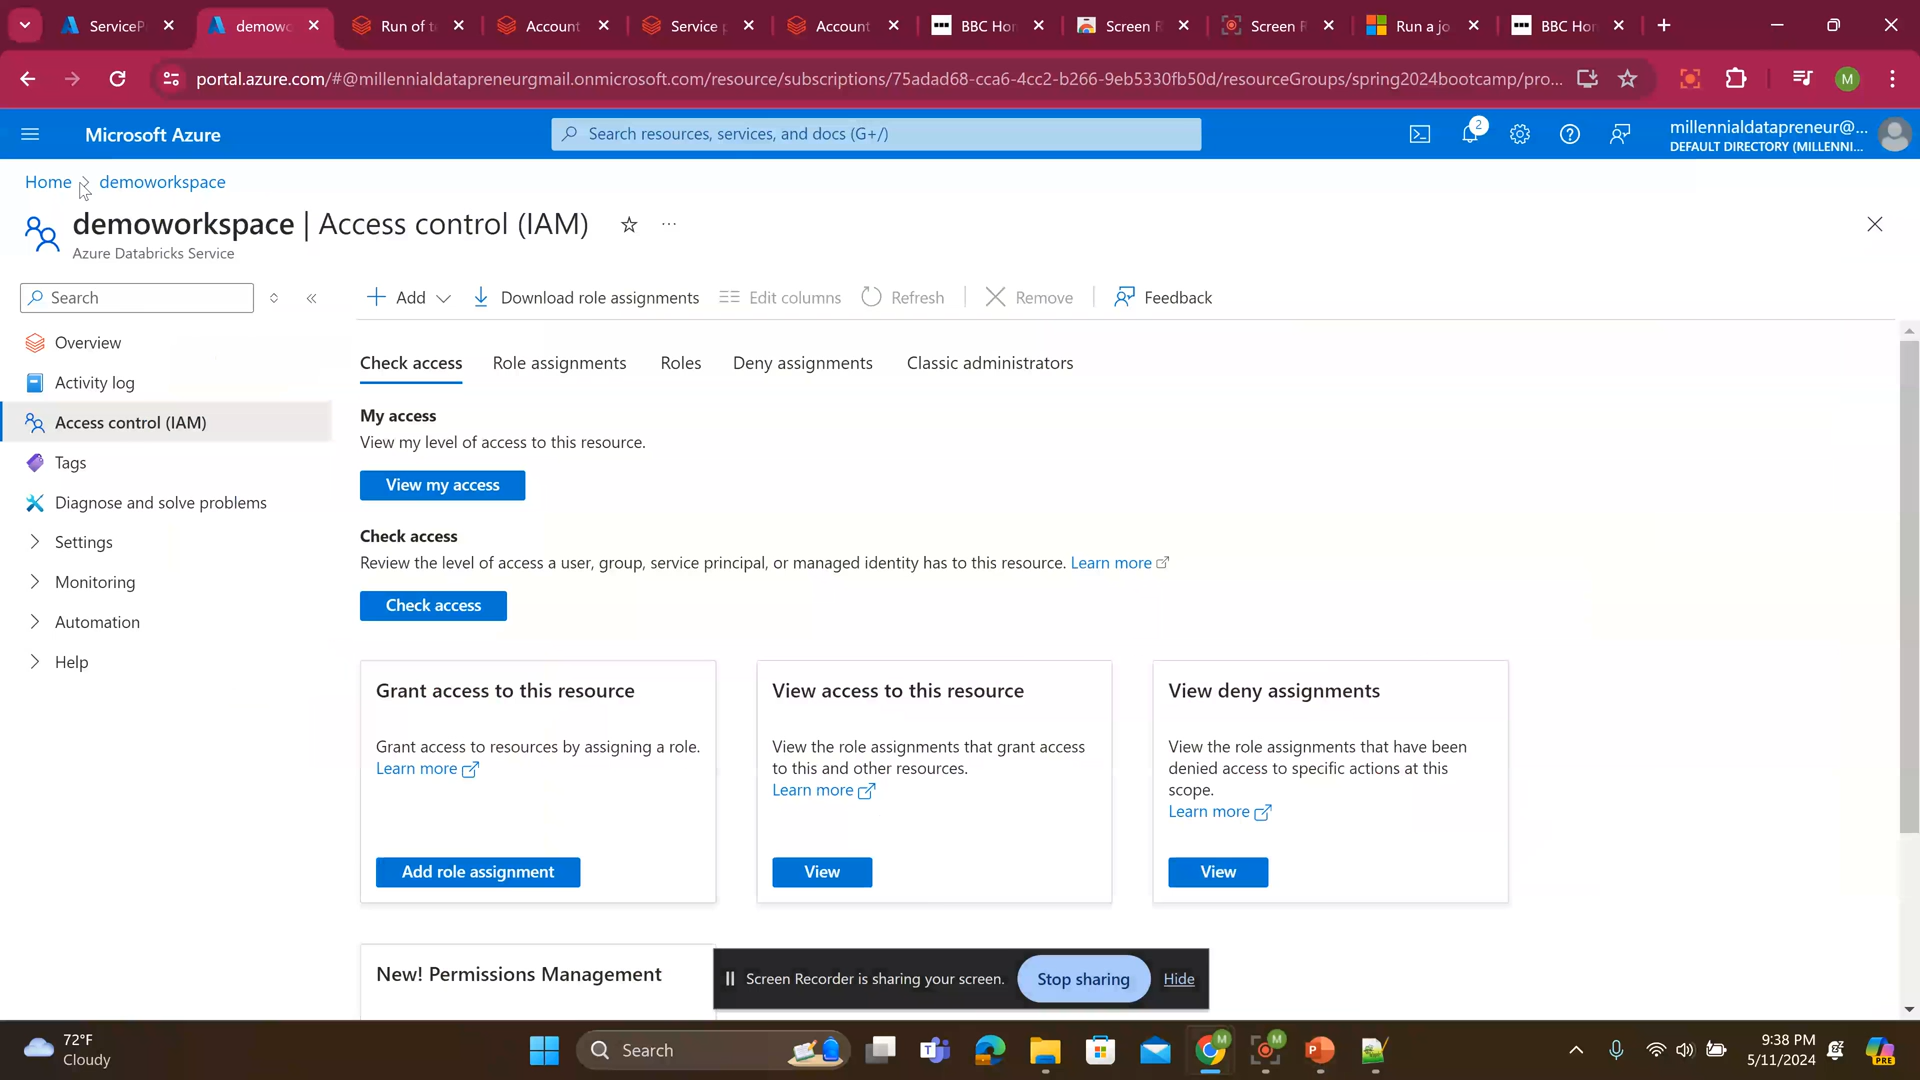 ServiceP
demowo
Run of t
Account
Service p
Account
BBC Hom
Screen R
Screen R
Run a jo
BBC Hom
portal.azure.com/#@millennialdatapreneurgmail.onmicrosoft.com/resource/subscriptions/75adad68-cca6-4cc2-b266-9eb5330fb50d/resourceGroups/spring2024bootcamp/pro...
M
Microsoft Azure
Search resources, services, and docs (G+/)
2
millennialdatapreneur@...
DEFAULT DIRECTORY (MILLENNI...
Home
demoworkspace
demoworkspace | Access control (IAM)
...
Azure Databricks Service
Search
Add
Download role assignments
Edit columns
Refresh
Remove
Feedback
Overview
Activity log
Access control (IAM)
Tags
Diagnose and solve problems
Settings
Monitoring
Automation
Help
Check access
Role assignments
Roles
Deny assignments
Classic administrators
My access
View my level of access to this resource.
View my access
Check access
Review the level of access a user, group, service principal, or managed identity has to this resource. Learn more
Check access
Grant access to this resource
Grant access to resources by assigning a role.
Learn more
Add role assignment
View access to this resource
View the role assignments that grant access
to this and other resources.
Learn more
View
View deny assignments
View the role assignments that have been
denied access to specific actions at this
scope.
Learn more
View
New! Permissions Management
Screen Recorder is sharing your screen.
Stop sharing
Hide
72°F
Cloudy
Search
M
M
9:38 PM
5/11/2024
PRE